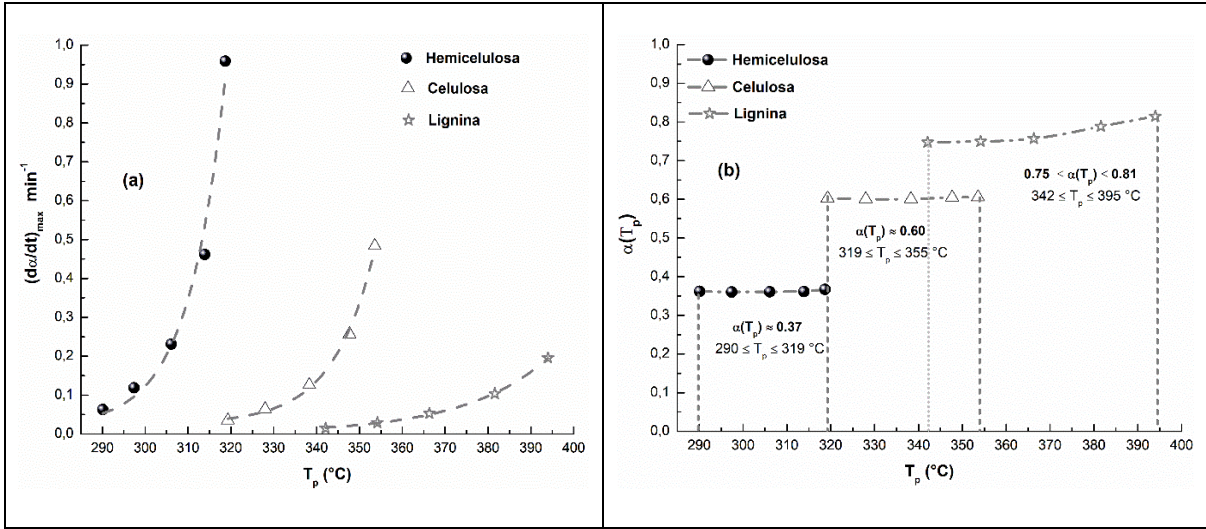 1,0
0,9
0,8
0,7
0,6
0,5
0,4
0,3
0,2
0,1
0,0
(dα/dt)max min-1
Hemicelulosa
Celulosa
Lignina
(a)
290 300 310 320 330 340 350 360 370 380 390 400
Tp (°C)
1,0
0,9
0,8
0,7
0,6
0,5
0,4
0,3
0,2
0,1
0,0
α(Tp)
Hemicelulosa
Celulosa
Lignina
(b)
0.75 < α(Tp) < 0.81
342 ≤ Tp ≤ 395 °C
α(Tp) ≈ 0.60
319 ≤ Tp ≤ 355 °C
α(Tp) ≈ 0.37
290 ≤ Tp ≤ 319 °C
290 300 310 320 330 340 350 360 370 380 390 400
Tp (°C)